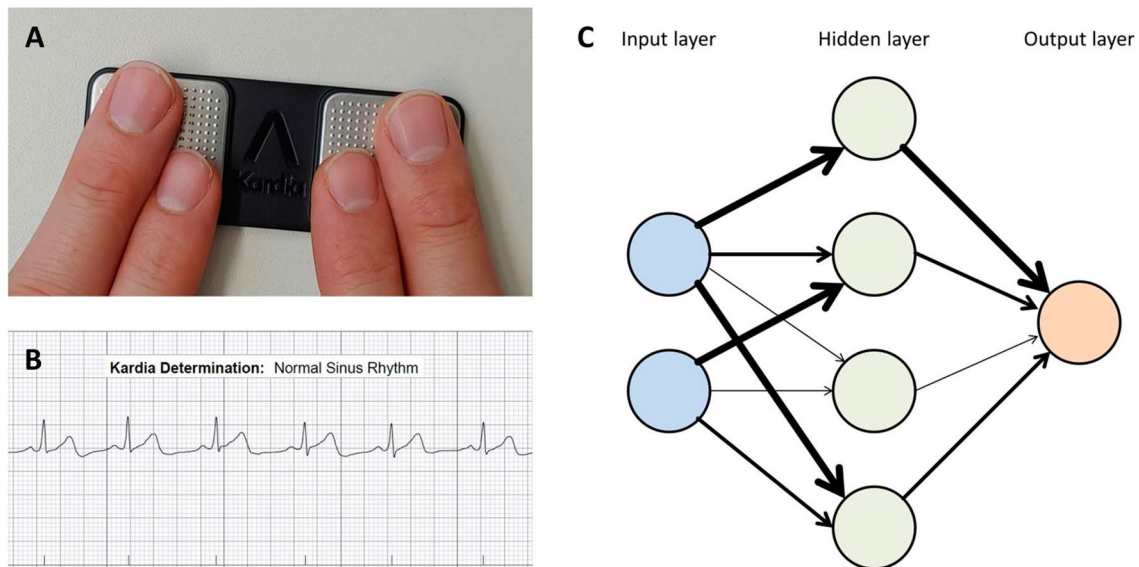 A
Kardia
B
Kardia Determination: Normal Sinus Rhythm
C
Input layer
Hidden layer
Output layer